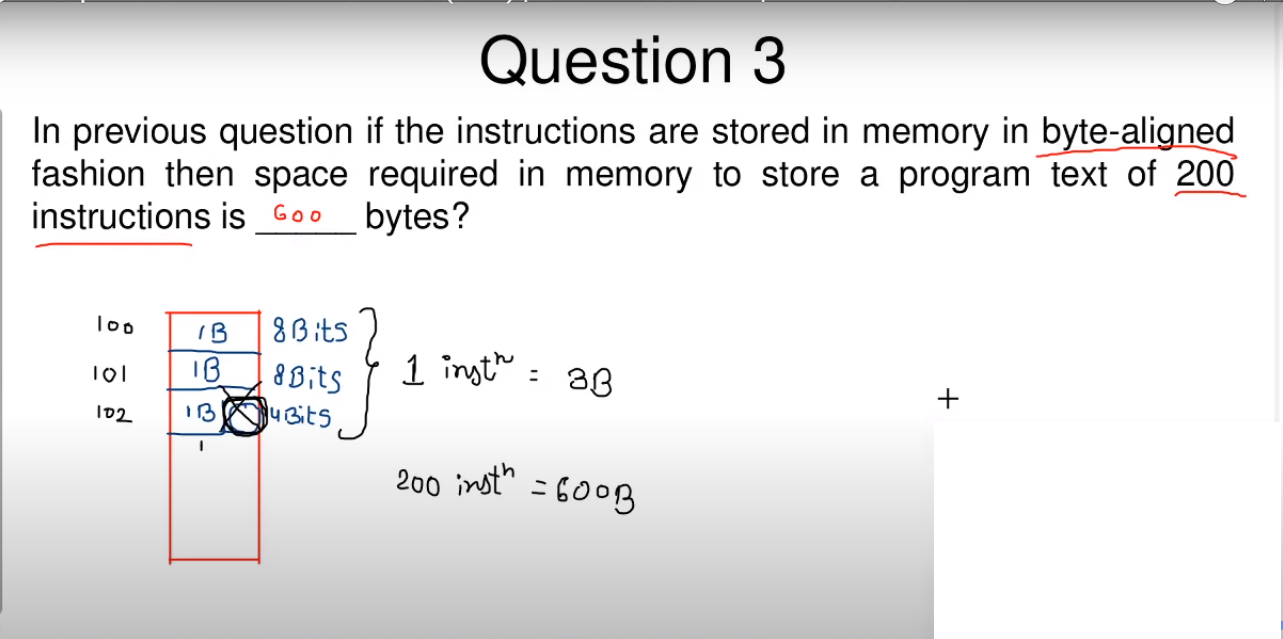 Question 3
In previous question if the instructions are stored in memory in byte-aligned
fashion then space required in memory to store a program text of 200
instructions is 600 bytes?
100 1B 8Bits
101 1B 8Bits
102 1B 4Bits
1 instn = 3B
200 instn = 600B